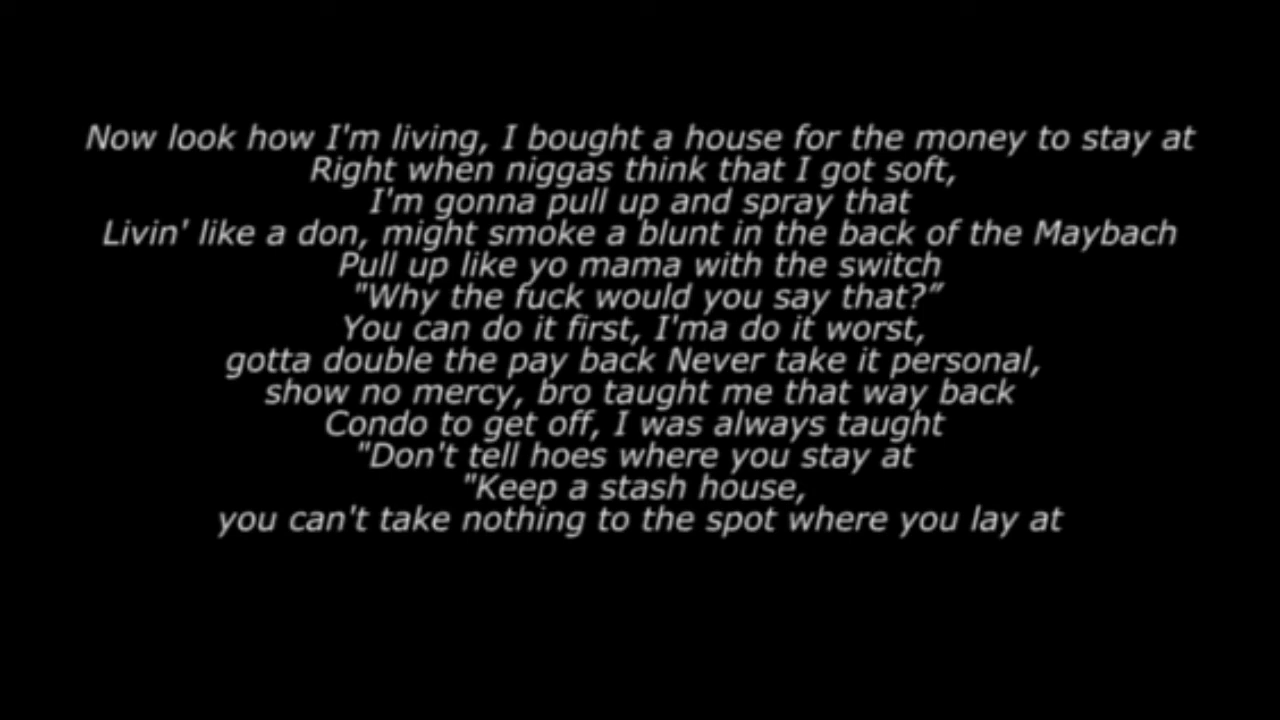 Now look how I'm living, I bought a house for the money to stay at
Right when niggas think that I got soft,
I'm gonna pull up and spray that
Livin' like a don, might smoke a blunt in the back of the Maybach
Pull up like yo mama with the switch
"Why the fuck would you say that?”
You can do it first, I'ma do it worst,
gotta double the pay back Never take it personal,
show no mercy, bro taught me that way back
Condo to get off, I was always taught
"Don't tell hoes where you stay at
"Keep a stash house,
you can't take nothing to the spot where you lay at